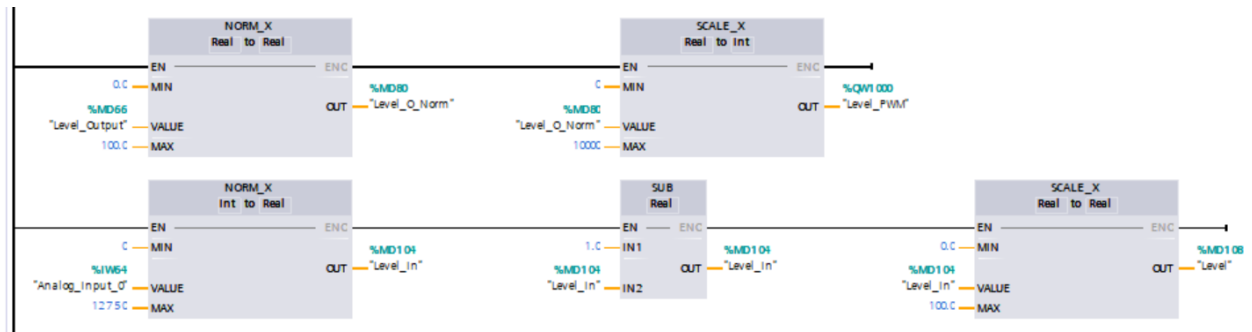 NORM_X
Real to Real
EN
ENO
0.0
MIN
%MD80
OUT
"Level_O_Norm"
%MD66
"Level_Output"
VALUE
100.0
MAX
SCALE_X
Real to Int
EN
ENO
0
MIN
%QW1000
OUT
"Level_PWM"
%MD80
"Level_O_Norm"
VALUE
10000
MAX
NORM_X
Int to Real
EN
ENO
0
MIN
%MD104
OUT
"Level_In"
%IW64
"Analog_Input_0"
VALUE
12750
MAX
SUB
Real
EN
ENO
1.0
IN1
%MD104
OUT
"Level_In"
%MD104
"Level_In"
IN2
SCALE_X
Real to Real
EN
ENO
0.0
MIN
%MD108
OUT
"Level"
%MD104
"Level_In"
VALUE
100.0
MAX